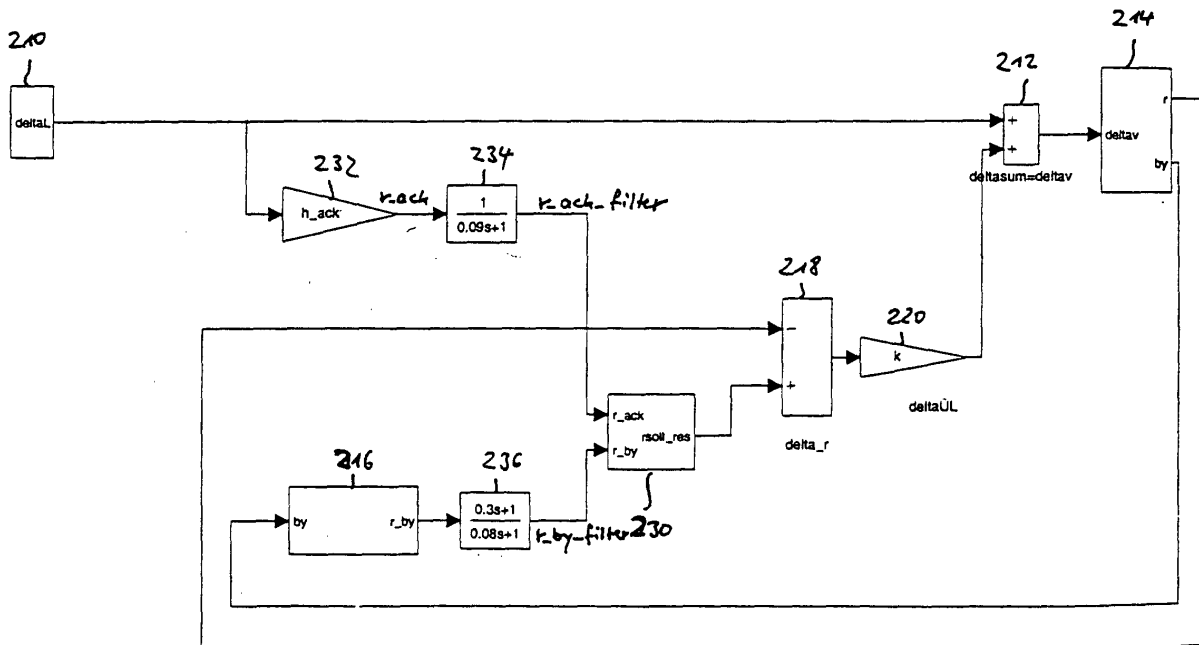 210
deltaL
232
h_ack
r_ack
234
1
0.09s+1
r_ack_filter
212
+
+
deltasum=deltav
214
deltav
r
by
218
-
+
delta_r
220
k
deltaÜL
r_ack
r_by
rsoll_res
230
216
by
r_by
236
0.3s+1
0.08s+1
r_by_filter